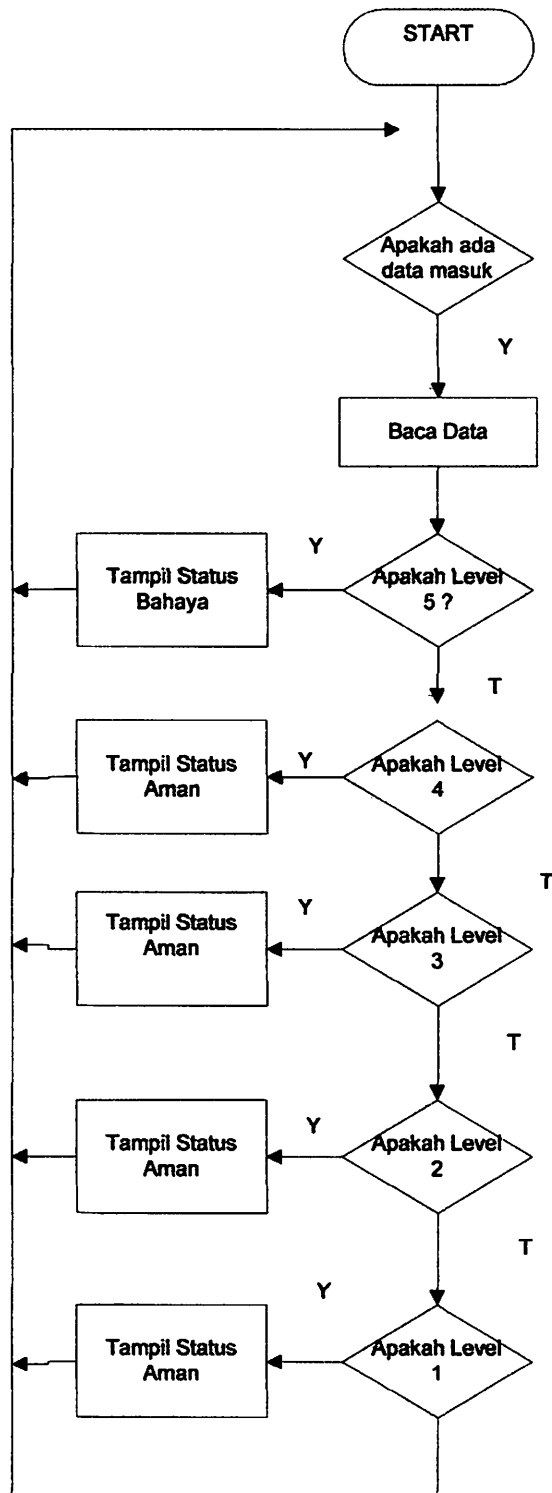 START
Apakah ada
data masuk
Y
Baca Data
Y
Tampil Status
Bahaya
Apakah Level
5 ?
T
Tampil Status
Aman
Y
Apakah Level
4
T
Tampil Status
Aman
Y
Apakah Level
3
T
Tampil Status
Aman
Y
Apakah Level
2
T
Y
Tampil Status
Aman
Apakah Level
1